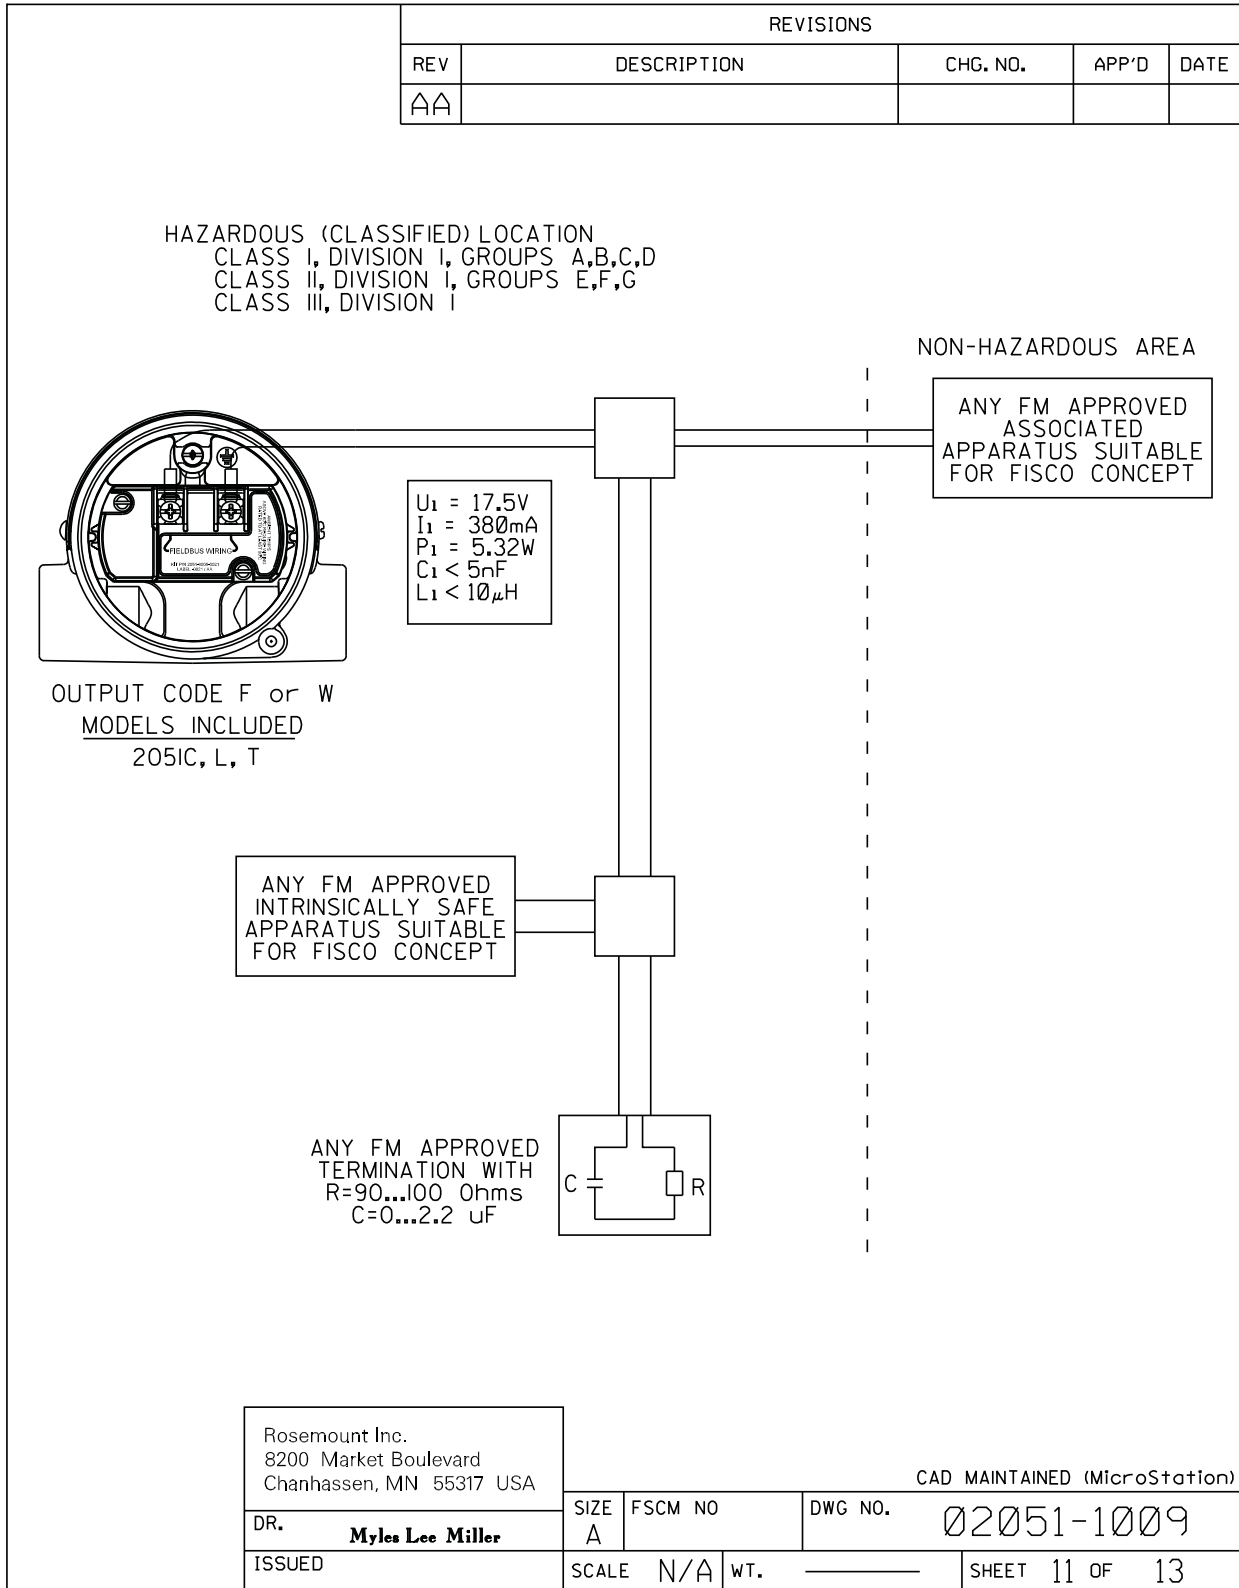 REVISIONS
REV DESCRIPTION CHG. NO. APP'D DATE
AA
HAZARDOUS (CLASSIFIED) LOCATION
CLASS I, DIVISION I, GROUPS A,B,C,D
CLASS II, DIVISION I, GROUPS E,F,G
CLASS III, DIVISION I
NON-HAZARDOUS AREA
ANY FM APPROVED
ASSOCIATED
APPARATUS SUITABLE
FOR FISCO CONCEPT
U1 = 17.5V
I1 = 380mA
P1 = 5.32W
C1 < 5nF
L1 < 10μH
FIELDBUS WIRING
OUTPUT CODE F or W
MODELS INCLUDED
2051C, L, T
ANY FM APPROVED
INTRINSICALLY SAFE
APPARATUS SUITABLE
FOR FISCO CONCEPT
ANY FM APPROVED
TERMINATION WITH
R=90...100 Ohms
C=0...2.2 uF
C R
Rosemount Inc.
8200 Market Boulevard
Chanhassen, MN 55317 USA
CAD MAINTAINED (MicroStation)
DR. Myles Lee Miller
SIZE A
FSCM NO
DWG NO. 02051-1009
ISSUED
SCALE N/A WT. SHEET 11 OF 13